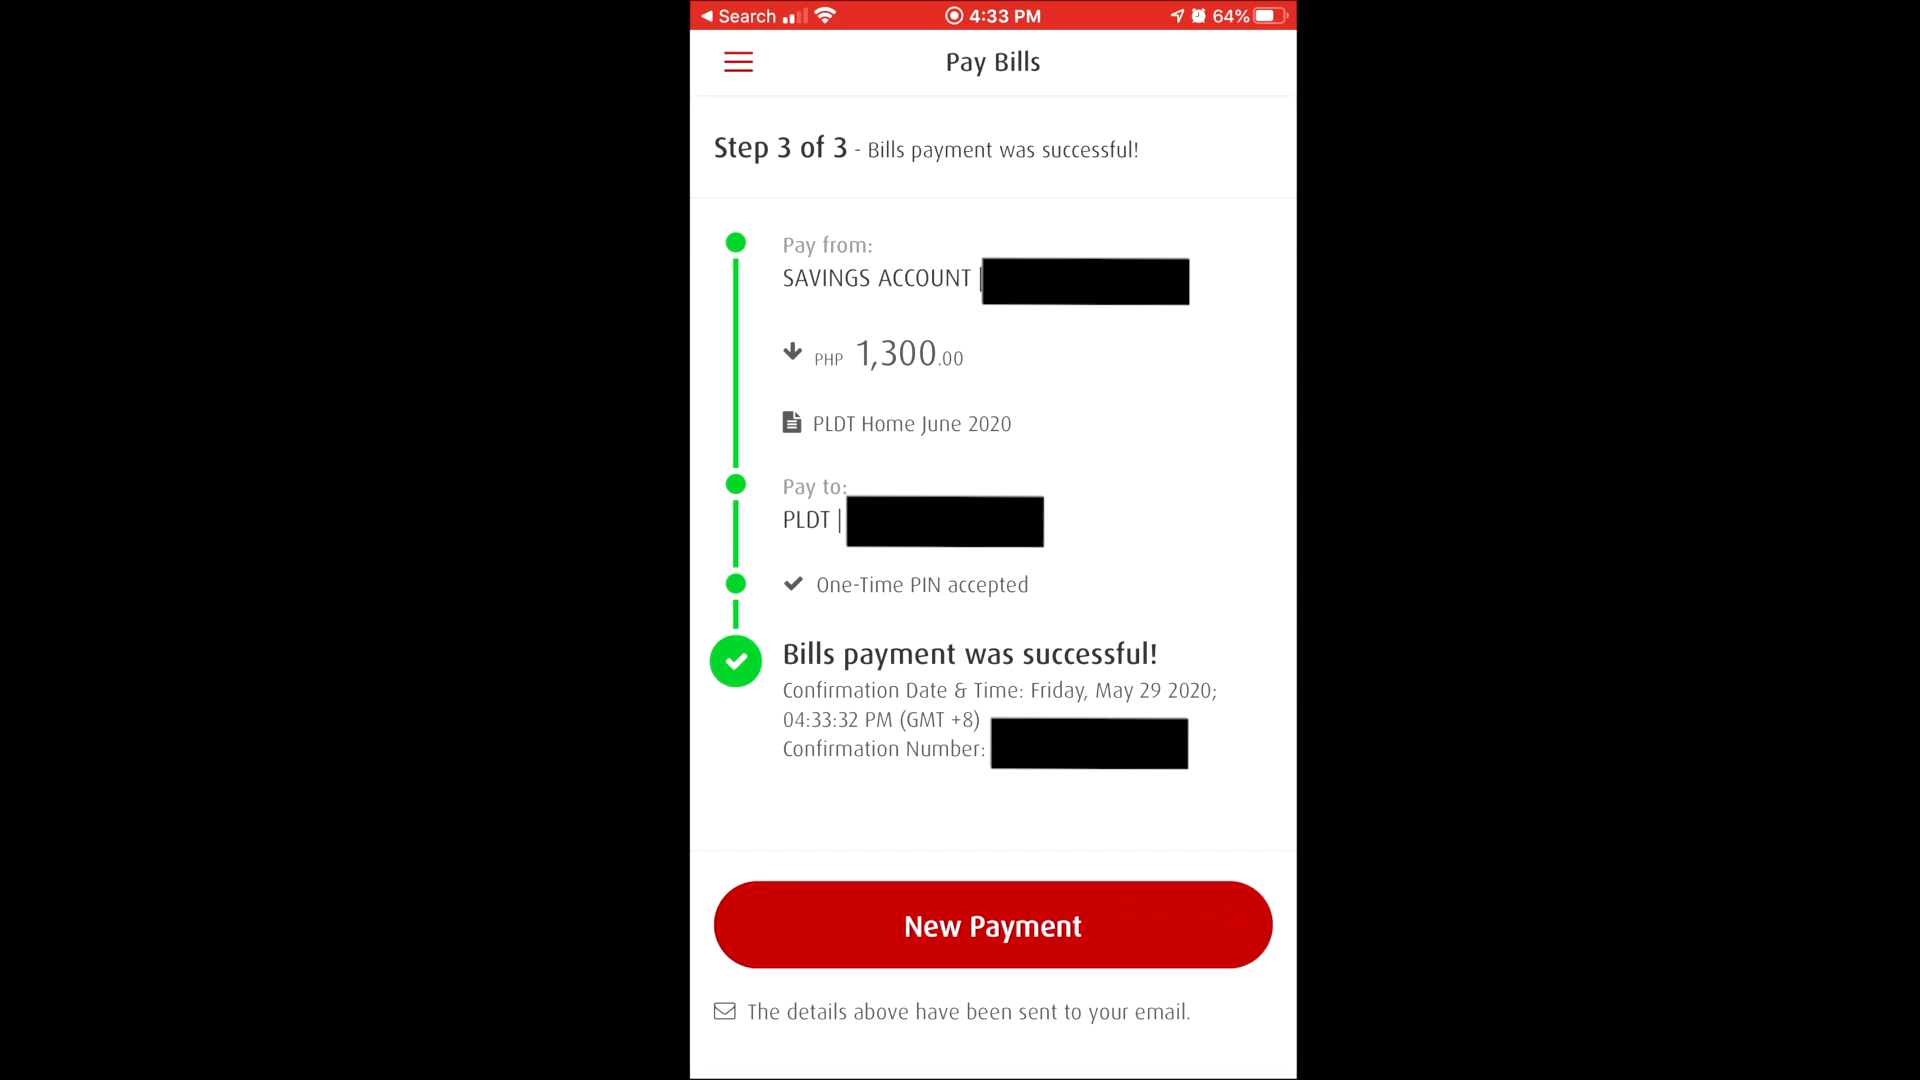 Search 4:33 PM 64%
Pay Bills
Step 3 of 3 - Bills payment was successful!
Pay from:
SAVINGS ACCOUNT |
PHP 1,300.00
PLDT Home June 2020
Pay to:
PLDT |
One-Time PIN accepted
Bills payment was successful!
Confirmation Date & Time: Friday, May 29 2020;
04:33:32 PM (GMT +8)
Confirmation Number:
New Payment
The details above have been sent to your email.